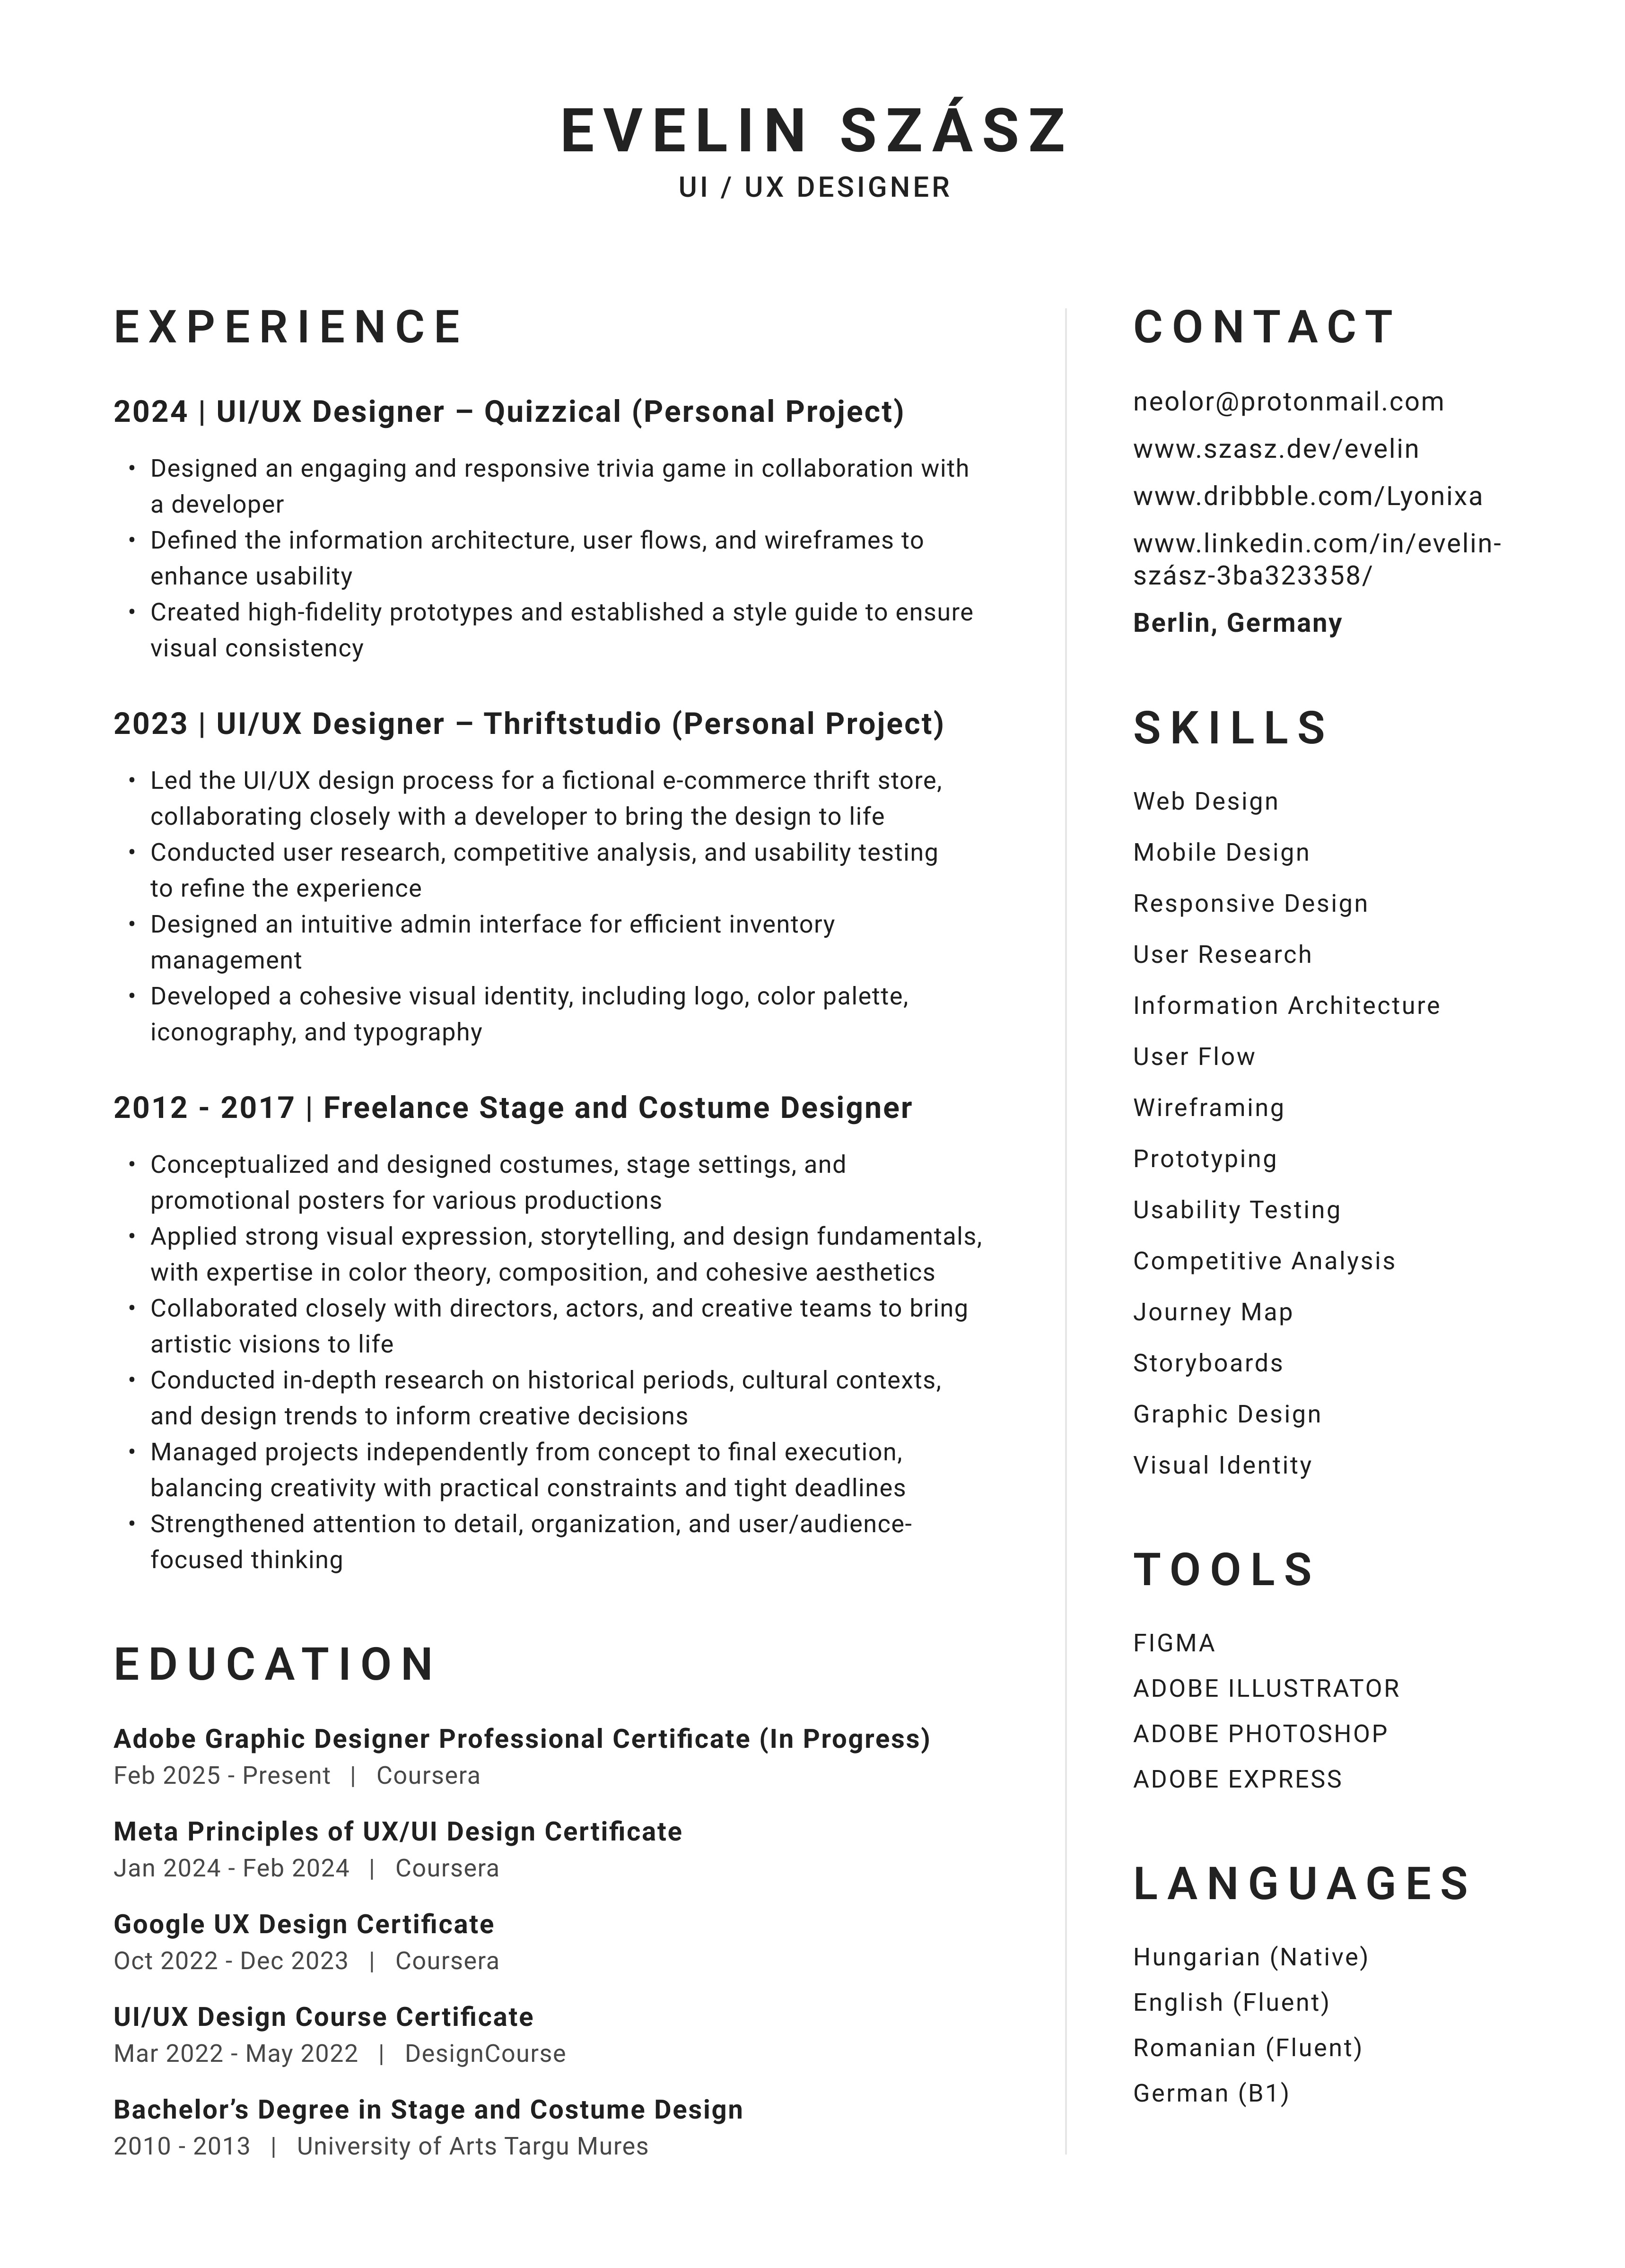 EVELIN SZÁSZ
UI / UX DESIGNER
EXPERIENCE
2024 | UI/UX Designer – Quizzical (Personal Project)
• Designed an engaging and responsive trivia game in collaboration with
a developer
• Defined the information architecture, user flows, and wireframes to
enhance usability
• Created high-fidelity prototypes and established a style guide to ensure
visual consistency
2023 | UI/UX Designer – Thriftstudio (Personal Project)
• Led the UI/UX design process for a fictional e-commerce thrift store,
collaborating closely with a developer to bring the design to life
• Conducted user research, competitive analysis, and usability testing
to refine the experience
• Designed an intuitive admin interface for efficient inventory
management
• Developed a cohesive visual identity, including logo, color palette,
iconography, and typography
2012 - 2017 | Freelance Stage and Costume Designer
• Conceptualized and designed costumes, stage settings, and
promotional posters for various productions
• Applied strong visual expression, storytelling, and design fundamentals,
with expertise in color theory, composition, and cohesive aesthetics
• Collaborated closely with directors, actors, and creative teams to bring
artistic visions to life
• Conducted in-depth research on historical periods, cultural contexts,
and design trends to inform creative decisions
• Managed projects independently from concept to final execution,
balancing creativity with practical constraints and tight deadlines
• Strengthened attention to detail, organization, and user/audience-
focused thinking
EDUCATION
Adobe Graphic Designer Professional Certificate (In Progress)
Feb 2025 - Present | Coursera
Meta Principles of UX/UI Design Certificate
Jan 2024 - Feb 2024 | Coursera
Google UX Design Certificate
Oct 2022 - Dec 2023 | Coursera
UI/UX Design Course Certificate
Mar 2022 - May 2022 | DesignCourse
Bachelor’s Degree in Stage and Costume Design
2010 - 2013 | University of Arts Targu Mures
CONTACT
neolor@protonmail.com
www.szasz.dev/evelin
www.dribbble.com/Lyonixa
www.linkedin.com/in/evelin-
szász-3ba323358/
Berlin, Germany
SKILLS
Web Design
Mobile Design
Responsive Design
User Research
Information Architecture
User Flow
Wireframing
Prototyping
Usability Testing
Competitive Analysis
Journey Map
Storyboards
Graphic Design
Visual Identity
TOOLS
FIGMA
ADOBE ILLUSTRATOR
ADOBE PHOTOSHOP
ADOBE EXPRESS
LANGUAGES
Hungarian (Native)
English (Fluent)
Romanian (Fluent)
German (B1)